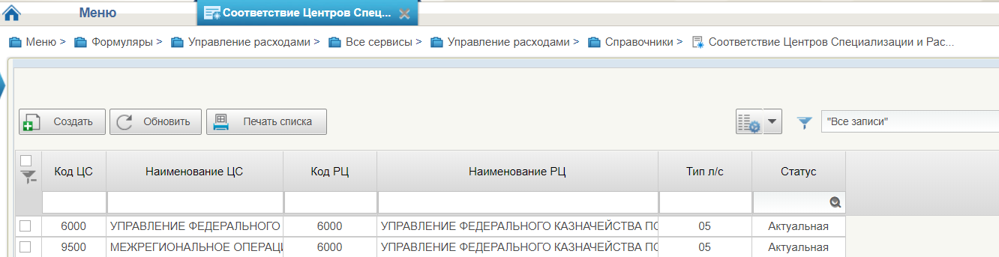 Меню Соответствие Центров Спец...
Меню > Формуляры > Управление расходами > Все сервисы > Управление расходами > Справочники > Соответствие Центров Специализации и Рас...
Создать Обновить Печать списка "Все записи"
Код ЦС Наименование ЦС Код РЦ Наименование РЦ Тип л/с Статус
6000 УПРАВЛЕНИЕ ФЕДЕРАЛЬНОГО 6000 УПРАВЛЕНИЕ ФЕДЕРАЛЬНОГО КАЗНАЧЕЙСТВА ПО 05 Актуальная
9500 МЕЖРЕГИОНАЛЬНОЕ ОПЕРАЦИ 6000 УПРАВЛЕНИЕ ФЕДЕРАЛЬНОГО КАЗНАЧЕЙСТВА ПО 05 Актуальная